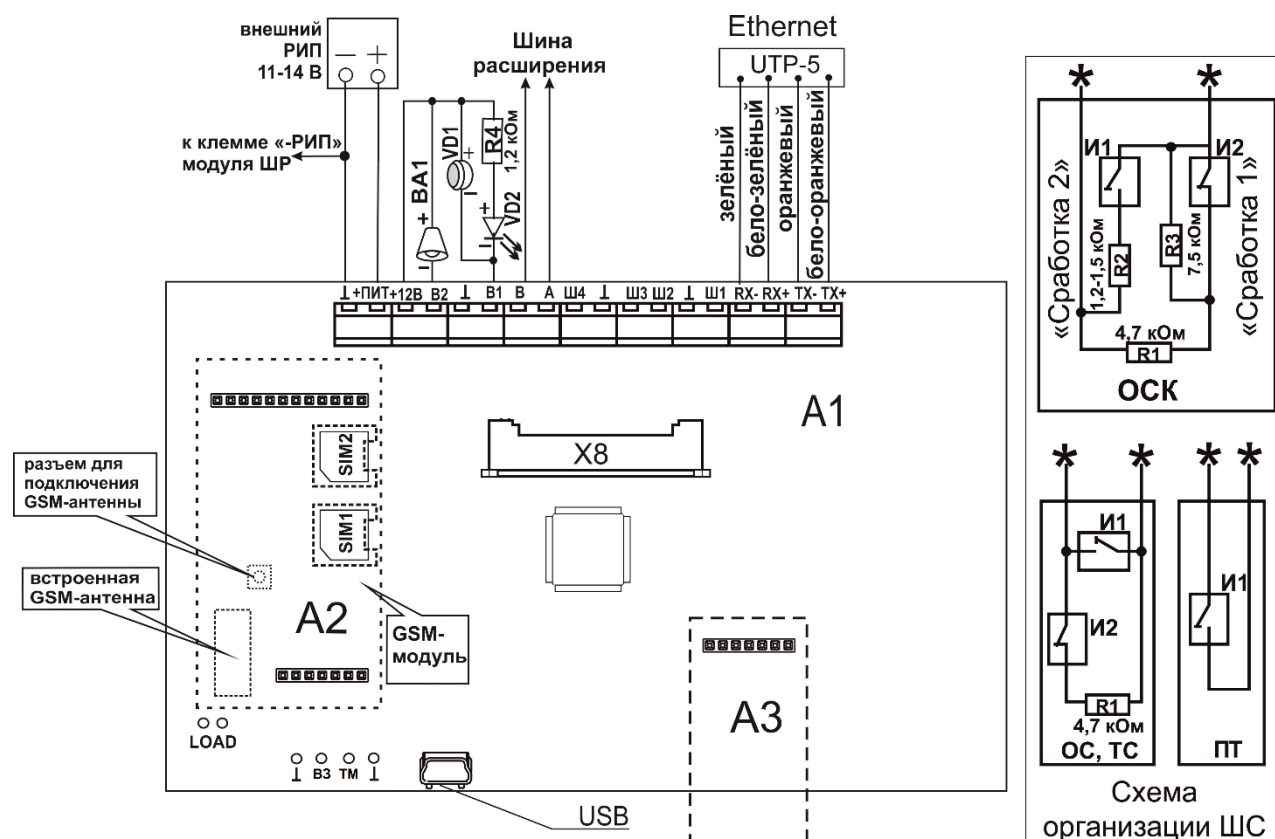 внешний
РИП
11-14 В
— +
к клемме «-РИП»
модуля ШР
BA1
+
−
VD1
+
−
R4
1,2 кОм
+
−
VD2
Шина
расширения
Ethernet
UTP-5
зелёный
бело-зелёный
оранжевый
бело-оранжевый
⊥ +ПИТ +12В В2 ⊥ В1 В А Ш4 ⊥ Ш3 Ш2 ⊥ Ш1 RX- RX+ TX- TX+
A1
SIM2
SIM1
X8
разъем для
подключения
GSM-антенны
встроенная
GSM-антенна
A2
GSM-
модуль
A3
LOAD
⊥ В3 ТМ ⊥
USB
* *
«Сработка 2»
И1
И2
1,2-1,5 кОм
R2
R3
7,5 кОм
«Сработка 1»
4,7 кОм
R1
ОСК
* *
И1
И2
R1
4,7 кОм
ОС, ТС
* *
И1
ПТ
Схема
организации ШС